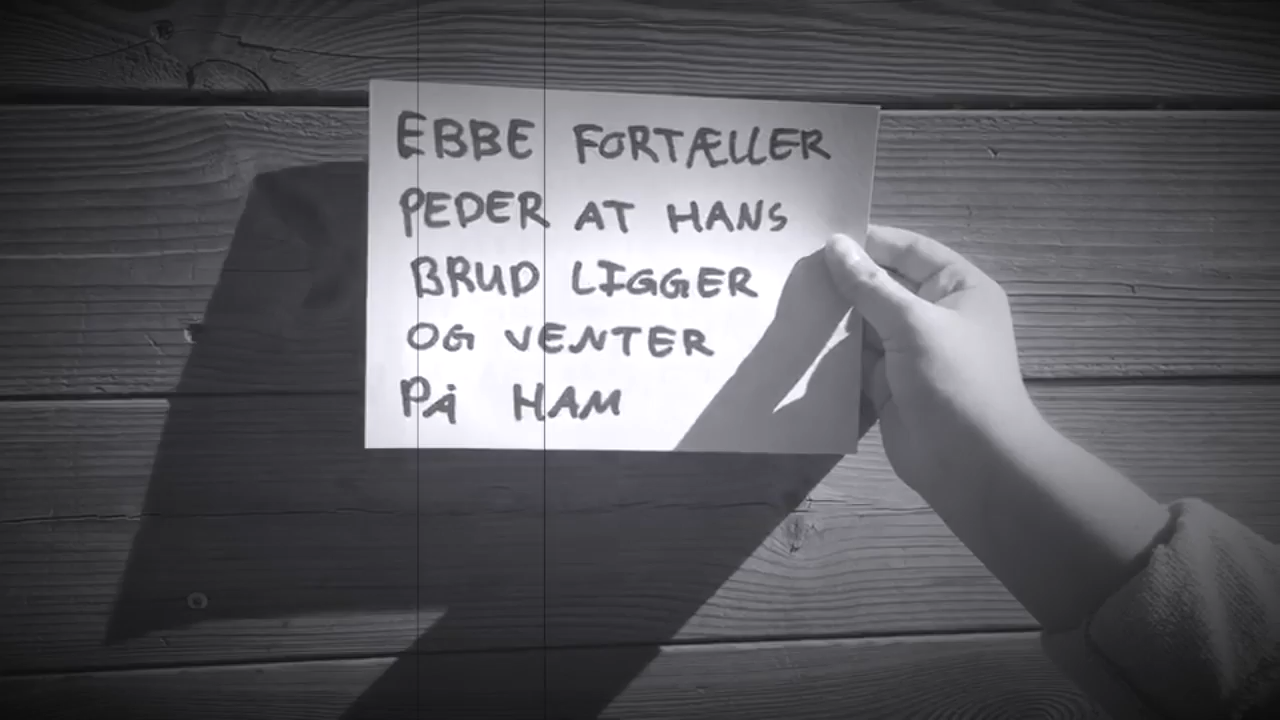 EBBE FORTÆLLER
PEDER AT HANS
BRUD LIGGER
OG VENTER
PÅ HAM